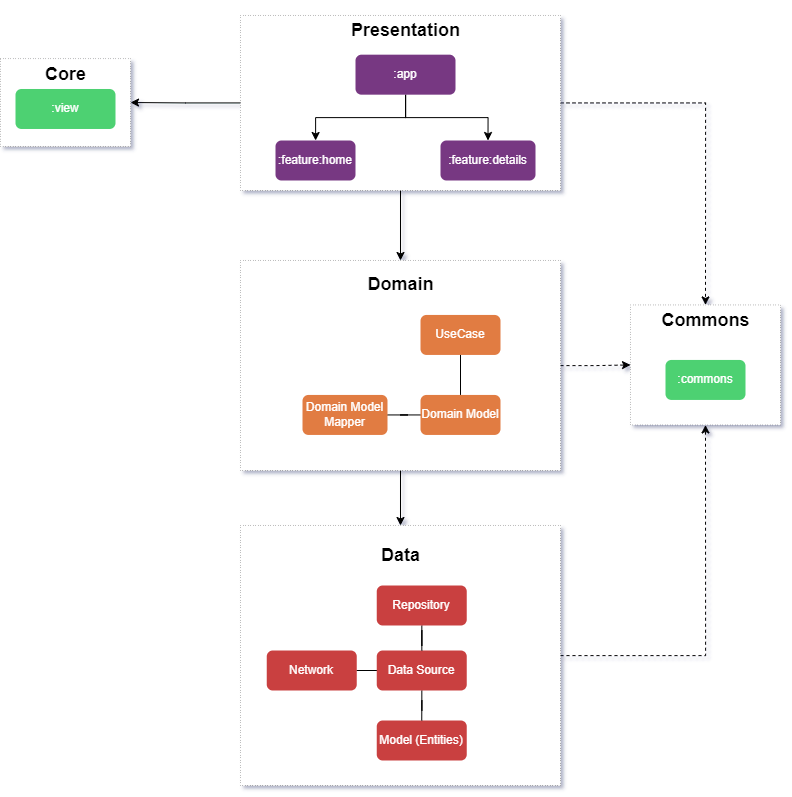 Presentation
:app
Core
:view
:feature:home
:feature:details
Domain
UseCase
Commons
:commons
Domain Model
Mapper
Domain Model
Data
Repository
Network
Data Source
Model (Entities)